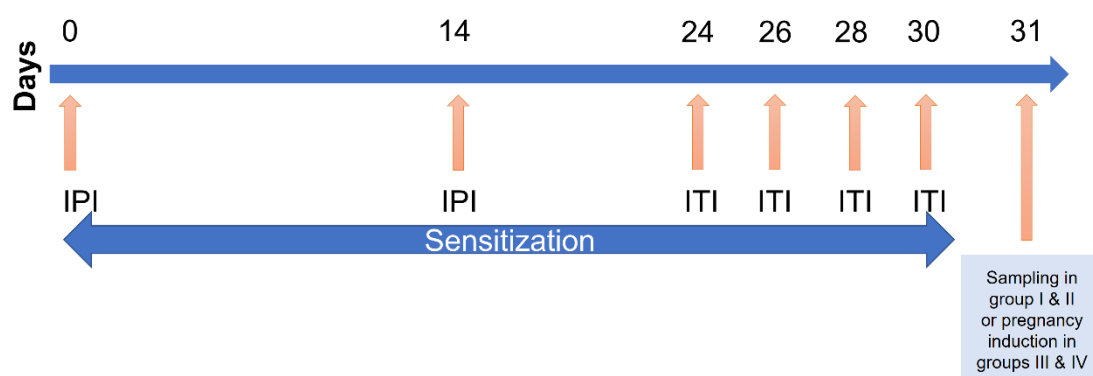 Days
0 14 24 26 28 30 31
IPI IPI ITI ITI ITI ITI
Sensitization
Sampling in
group I & II
or pregnancy
induction in
groups III & IV